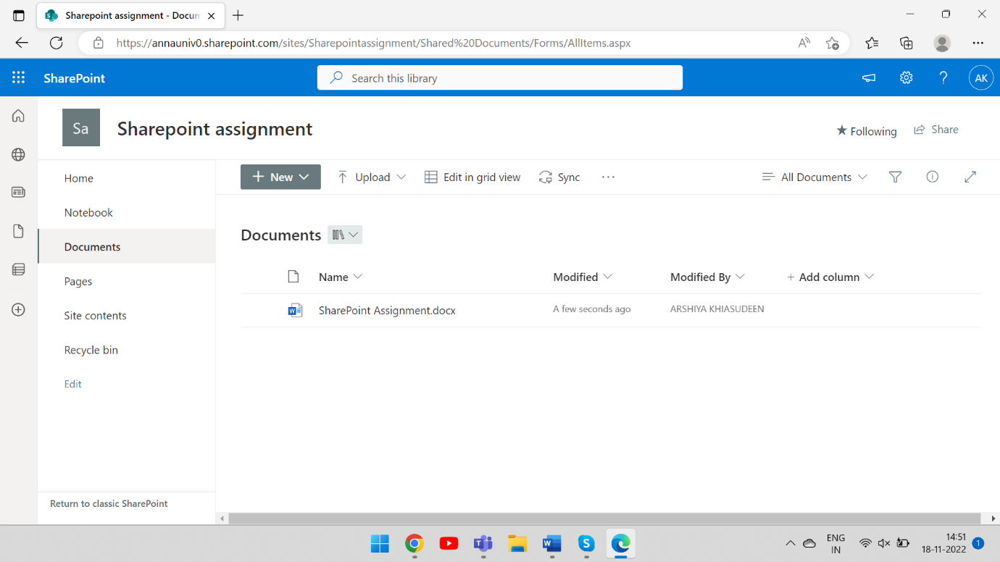 Sharepoint assignment - Docum
https://annauniv0.sharepoint.com/sites/Sharepointassignment/Shared%20Documents/Forms/AllItems.aspx
SharePoint
Search this library
AK
Sa
Sharepoint assignment
Following
Share
Home
Notebook
Documents
Pages
Site contents
Recycle bin
Edit
Return to classic SharePoint
New
Upload
Edit in grid view
Sync
All Documents
Documents
Name
Modified
Modified By
Add column
SharePoint Assignment.docx
A few seconds ago
ARSHIYA KHIASUDEEN
ENG
IN
14:51
18-11-2022
1